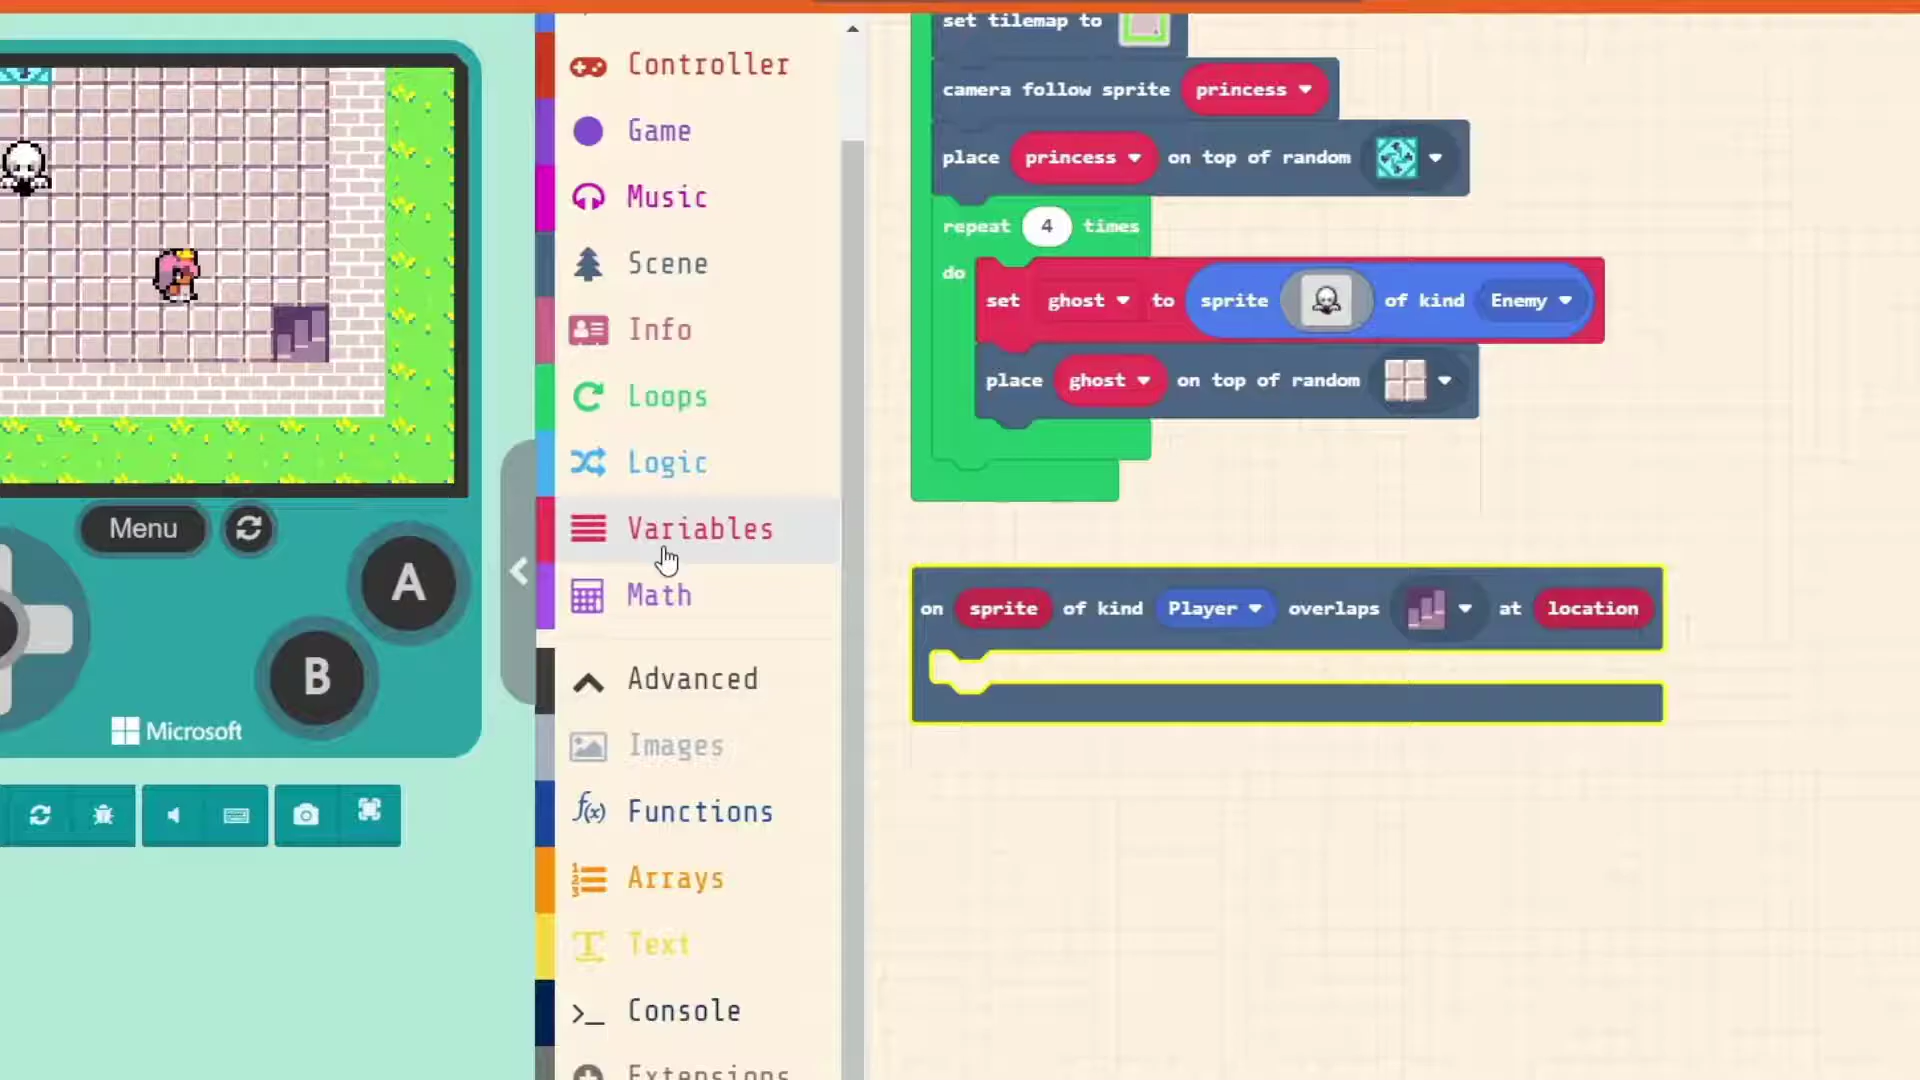 set tilemap to
Controller
camera follow sprite princess
Game
place princess on top of random
Music
repeat 4 times
Scene
do
set ghost to sprite of kind Enemy
Info
place ghost on top of random
Loops
Logic
Menu
Variables
A
Math
on sprite of kind Player overlaps at location
B
Advanced
Microsoft
Images
f(x) Functions
Arrays
Text
Console
Extensions